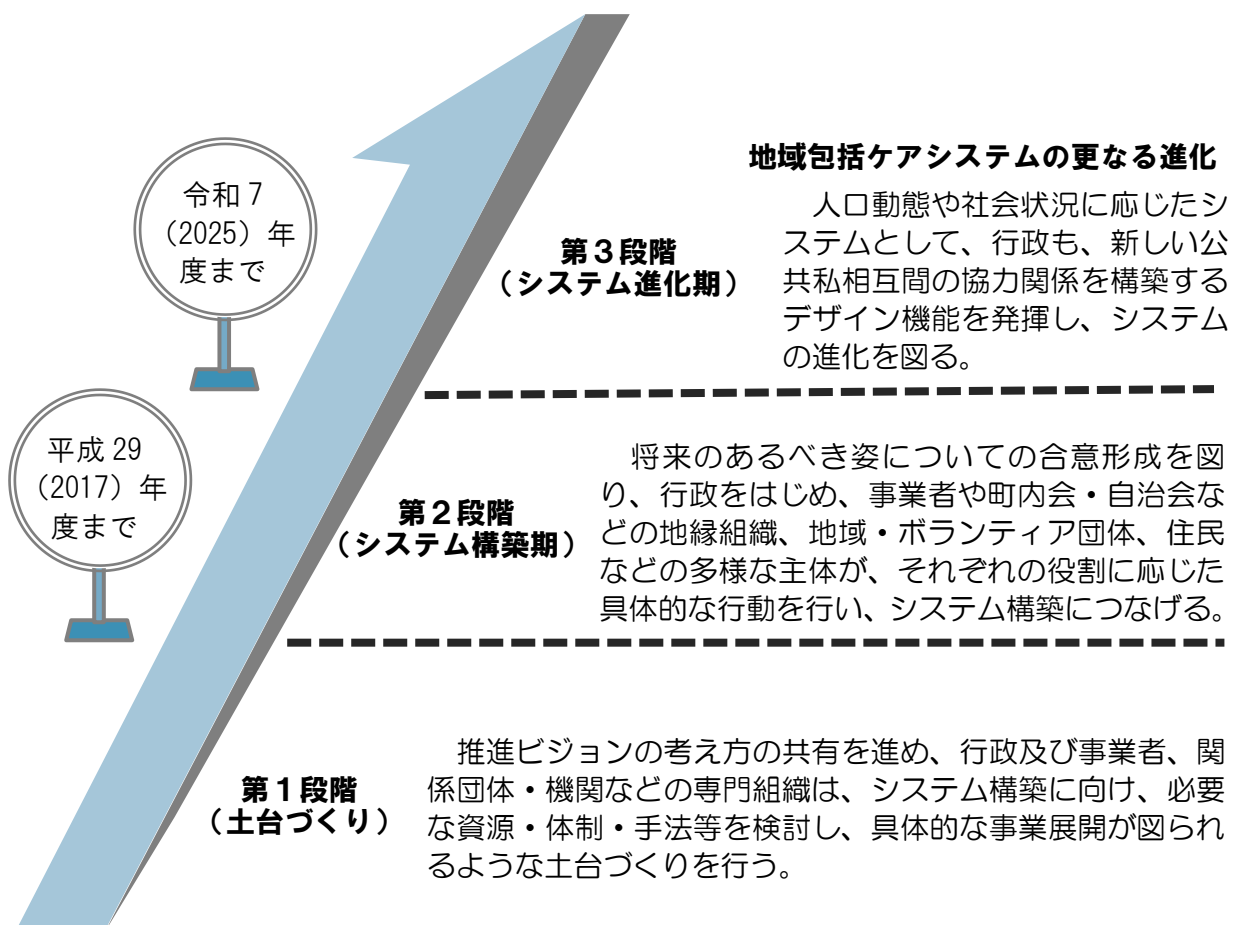 地域包括ケアシステムの更なる進化
令和 7
（2025）年
度まで
第３段階
（システム進化期）
人口動態や社会状況に応じたシ
ステムとして、行政も、新しい公
共私相互間の協力関係を構築する
デザイン機能を発揮し、システム
の進化を図る。
平成 29
（2017）年
度まで
第２段階
（システム構築期）
将来のあるべき姿についての合意形成を図
り、行政をはじめ、事業者や町内会・自治会な
どの地縁組織、地域・ボランティア団体、住民
などの多様な主体が、それぞれの役割に応じた
具体的な行動を行い、システム構築につなげる。
第１段階
（土台づくり）
推進ビジョンの考え方の共有を進め、行政及び事業者、関
係団体・機関などの専門組織は、システム構築に向け、必要
な資源・体制・手法等を検討し、具体的な事業展開が図られ
るような土台づくりを行う。